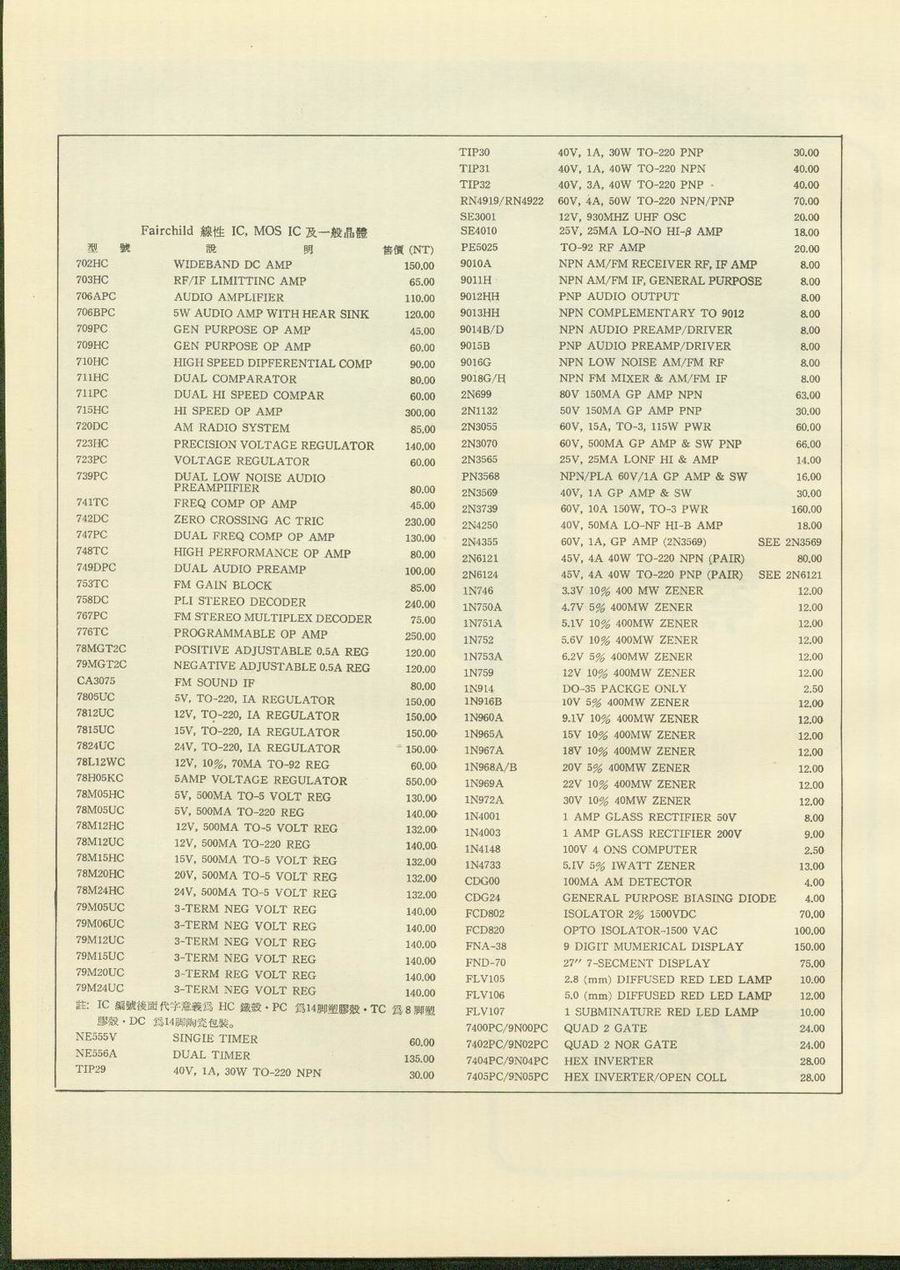 Fairchild 線性 IC, MOS IC 及一般晶體
型 號 說 明 售價 (NT)
702HC WIDEBAND DC AMP 150.00
703HC RF/IF LIMITTINC AMP 65.00
706APC AUDIO AMPLIFIER 110.00
706BPC 5W AUDIO AMP WITH HEAR SINK 120.00
709PC GEN PURPOSE OP AMP 45.00
709HC GEN PURPOSE OP AMP 60.00
710HC HIGH SPEED DIPFERENTIAL COMP 90.00
711HC DUAL COMPARATOR 80.00
711PC DUAL HI SPEED COMPAR 60.00
715HC HI SPEED OP AMP 300.00
720DC AM RADIO SYSTEM 85.00
723HC PRECISION VOLTAGE REGULATOR 140.00
723PC VOLTAGE REGULATOR 60.00
739PC DUAL LOW NOISE AUDIO
PREAMPIIFIER 80.00
741TC FREQ COMP OP AMP 45.00
742DC ZERO CROSSING AC TRIC 230.00
747PC DUAL FREQ COMP OP AMP 130.00
748TC HIGH PERFORMANCE OP AMP 80.00
749DPC DUAL AUDIO PREAMP 100.00
753TC FM GAIN BLOCK 85.00
758DC PLI STEREO DECODER 240.00
767PC FM STEREO MULTIPLEX DECODER 75.00
776TC PROGRAMMABLE OP AMP 250.00
78MGT2C POSITIVE ADJUSTABLE 0.5A REG 120.00
79MGT2C NEGATIVE ADJUSTABLE 0.5A REG 120.00
CA3075 FM SOUND IF 80.00
7805UC 5V, TO-220, IA REGULATOR 150.00
7812UC 12V, TO-220, IA REGULATOR 150.00
7815UC 15V, TO-220, IA REGULATOR 150.00
7824UC 24V, TO-220, IA REGULATOR 150.00
78L12WC 12V, 10%, 70MA TO-92 REG 60.00
78H05KC 5AMP VOLTAGE REGULATOR 550.00
78M05HC 5V, 500MA TO-5 VOLT REG 130.00
78M05UC 5V, 500MA TO-220 REG 140.00
78M12HC 12V, 500MA TO-5 VOLT REG 132.00
78M12UC 12V, 500MA TO-220 REG 140.00
78M15HC 15V, 500MA TO-5 VOLT REG 132.00
78M20HC 20V, 500MA TO-5 VOLT REG 132.00
78M24HC 24V, 500MA TO-5 VOLT REG 132.00
79M05UC 3-TERM NEG VOLT REG 140.00
79M06UC 3-TERM NEG VOLT REG 140.00
79M12UC 3-TERM NEG VOLT REG 140.00
79M15UC 3-TERM NEG VOLT REG 140.00
79M20UC 3-TERM REG VOLT REG 140.00
79M24UC 3-TERM NEG VOLT REG 140.00
註: IC 編號後面代字意義爲 HC 鐵殼・PC 爲14脚塑膠殼・TC 爲8脚塑
膠殼・DC 爲14脚陶瓷包裝。
NE555V SINGIE TIMER 60.00
NE556A DUAL TIMER 135.00
TIP29 40V, 1A, 30W TO-220 NPN 30.00
TIP30 40V, 1A, 30W TO-220 PNP 30.00
TIP31 40V, 1A, 40W TO-220 NPN 40.00
TIP32 40V, 3A, 40W TO-220 PNP 40.00
RN4919/RN4922 60V, 4A, 50W TO-220 NPN/PNP 70.00
SE3001 12V, 930MHZ UHF OSC 20.00
SE4010 25V, 25MA LO-NO HI-β AMP 18.00
PE5025 TO-92 RF AMP 20.00
9010A NPN AM/FM RECEIVER RF, IF AMP 8.00
9011H NPN AM/FM IF, GENERAL PURPOSE 8.00
9012HH PNP AUDIO OUTPUT 8.00
9013HH NPN COMPLEMENTARY TO 9012 8.00
9014B/D NPN AUDIO PREAMP/DRIVER 8.00
9015B PNP AUDIO PREAMP/DRIVER 8.00
9016G NPN LOW NOISE AM/FM RF 8.00
9018G/H NPN FM MIXER & AM/FM IF 8.00
2N699 80V 150MA GP AMP NPN 63.00
2N1132 50V 150MA GP AMP PNP 30.00
2N3055 60V, 15A, TO-3, 115W PWR 60.00
2N3070 60V, 500MA GP AMP & SW PNP 66.00
2N3565 25V, 25MA LONF HI & AMP 14.00
PN3568 NPN/PLA 60V/1A GP AMP & SW 16.00
2N3569 40V, 1A GP AMP & SW 30.00
2N3739 60V, 10A 150W, TO-3 PWR 160.00
2N4250 40V, 50MA LO-NF HI-B AMP 18.00
2N4355 60V, 1A, GP AMP (2N3569) SEE 2N3569
2N6121 45V, 4A 40W TO-220 NPN (PAIR) 80.00
2N6124 45V, 4A 40W TO-220 PNP (PAIR) SEE 2N6121
1N746 3.3V 10% 400 MW ZENER 12.00
1N750A 4.7V 5% 400MW ZENER 12.00
1N751A 5.1V 10% 400MW ZENER 12.00
1N752 5.6V 10% 400MW ZENER 12.00
1N753A 6.2V 5% 400MW ZENER 12.00
1N759 12V 10% 400MW ZENER 12.00
1N914 DO-35 PACKGE ONLY 2.50
1N916B 10V 5% 400MW ZENER 12.00
1N960A 9.1V 10% 400MW ZENER 12.00
1N965A 15V 10% 400MW ZENER 12.00
1N967A 18V 10% 400MW ZENER 12.00
1N968A/B 20V 5% 400MW ZENER 12.00
1N969A 22V 10% 400MW ZENER 12.00
1N972A 30V 10% 40MW ZENER 12.00
1N4001 1 AMP GLASS RECTIFIER 50V 8.00
1N4003 1 AMP GLASS RECTIFIER 200V 9.00
1N4148 100V 4 ONS COMPUTER 2.50
1N4733 5.IV 5% IWATT ZENER 13.00
CDG00 100MA AM DETECTOR 4.00
CDG24 GENERAL PURPOSE BIASING DIODE 4.00
FCD802 ISOLATOR 2% 1500VDC 70.00
FCD820 OPTO ISOLATOR-1500 VAC 100.00
FNA-38 9 DIGIT MUMERICAL DISPLAY 150.00
FND-70 27″ 7-SECMENT DISPLAY 75.00
FLV105 2.8 (mm) DIFFUSED RED LED LAMP 10.00
FLV106 5.0 (mm) DIFFUSED RED LED LAMP 12.00
FLV107 1 SUBMINATURE RED LED LAMP 10.00
7400PC/9N00PC QUAD 2 GATE 24.00
7402PC/9N02PC QUAD 2 NOR GATE 24.00
7404PC/9N04PC HEX INVERTER 28.00
7405PC/9N05PC HEX INVERTER/OPEN COLL 28.00